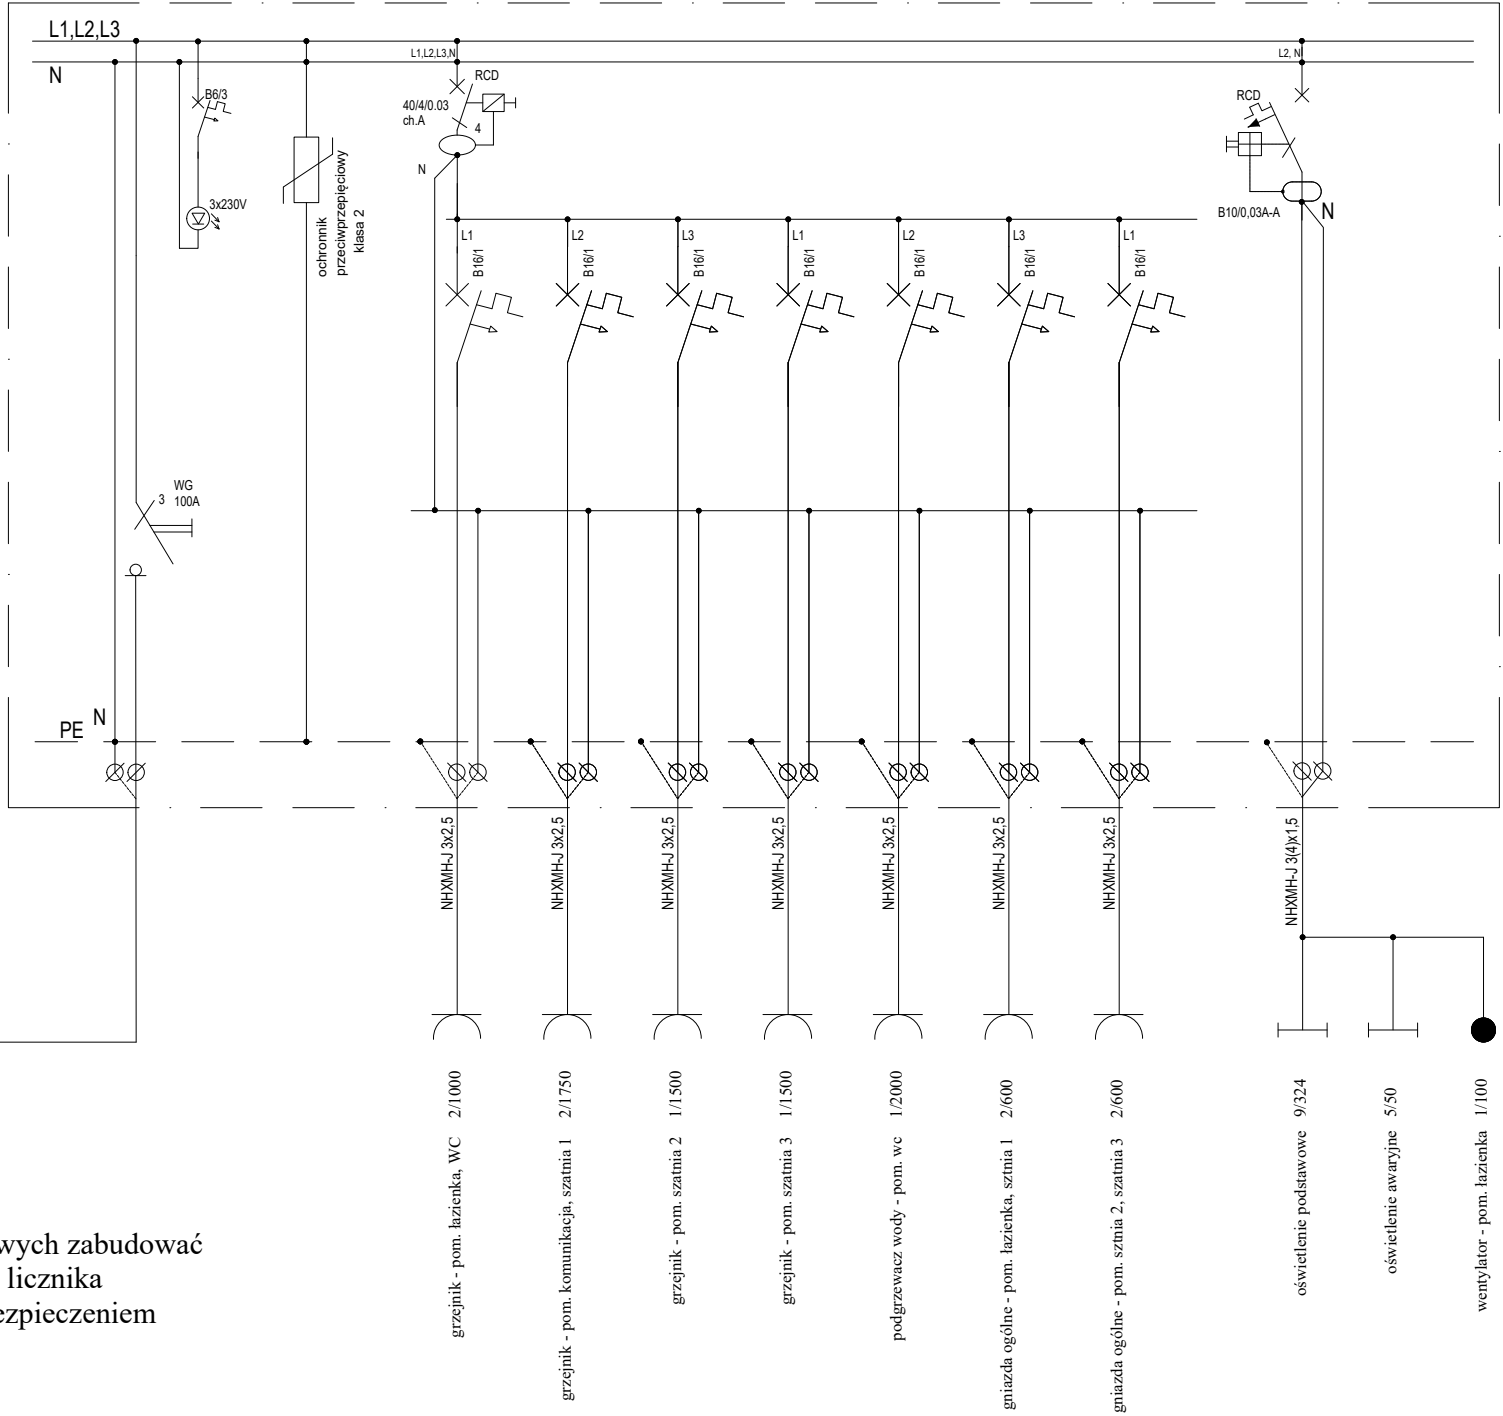 L1,L2,L3
N
B6/3
3x230V
ochronnik
przeciwprzepięciowy
klasa 2
L1,L2,L3,N
RCD
40/4/0.03
ch.A
4
N
L2, N
RCD
B10/0,03A-A
N
L1
B16/1
L2
B16/1
L3
B16/1
L1
B16/1
L2
B16/1
L3
B16/1
L1
B16/1
WG
3 100A
PE
N
NHXMH-J 3x2,5
NHXMH-J 3x2,5
NHXMH-J 3x2,5
NHXMH-J 3x2,5
NHXMH-J 3x2,5
NHXMH-J 3x2,5
NHXMH-J 3x2,5
NHXMH-J 3(4)x1,5
grzejnik - pom. łazienka, WC 2/1000
grzejnik - pom. komunikacja, szatnia 1 2/1750
grzejnik - pom. szatnia 2 1/1500
grzejnik - pom. szatnia 3 1/1500
podgrzewacz wody - pom. wc 1/2000
gniazda ogólne - pom. łazienka, sztnia 1 2/600
gniazda ogólne - pom. sztnia 2, szatnia 3 2/600
oświetlenie podstawowe 9/324
oświetlenie awaryjne 5/50
wentylator - pom. łazienka 1/100
wych zabudować
licznika
ezpieczeniem